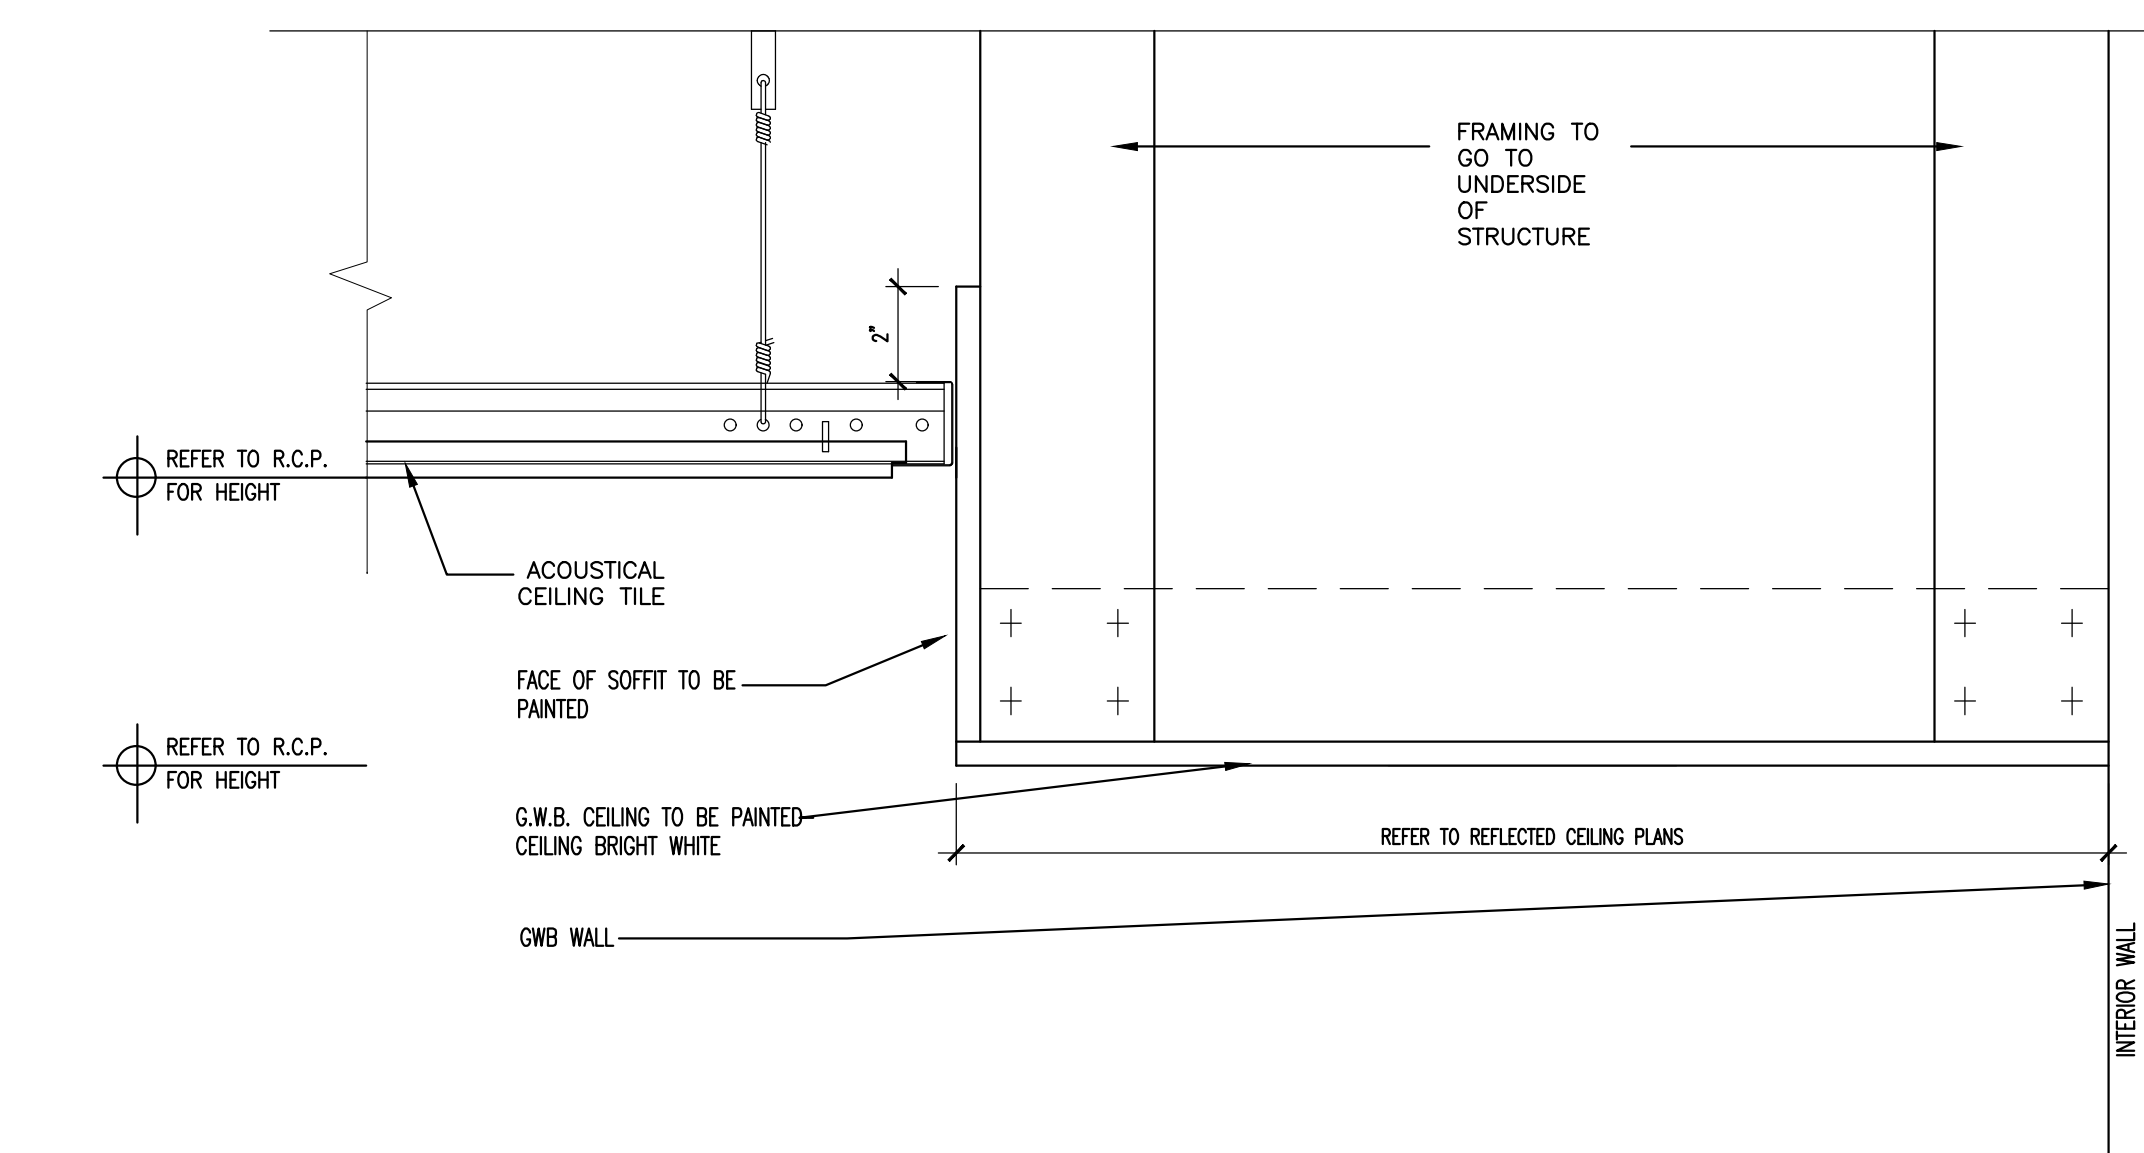 FRAMING TO
GO TO
UNDERSIDE
OF
STRUCTURE
2"
REFER TO R.C.P.
FOR HEIGHT
ACOUSTICAL
CEILING TILE
FACE OF SOFFIT TO BE
PAINTED
REFER TO R.C.P.
FOR HEIGHT
G.W.B. CEILING TO BE PAINTED
CEILING BRIGHT WHITE
REFER TO REFLECTED CEILING PLANS
GWB WALL
INTERIOR WALL